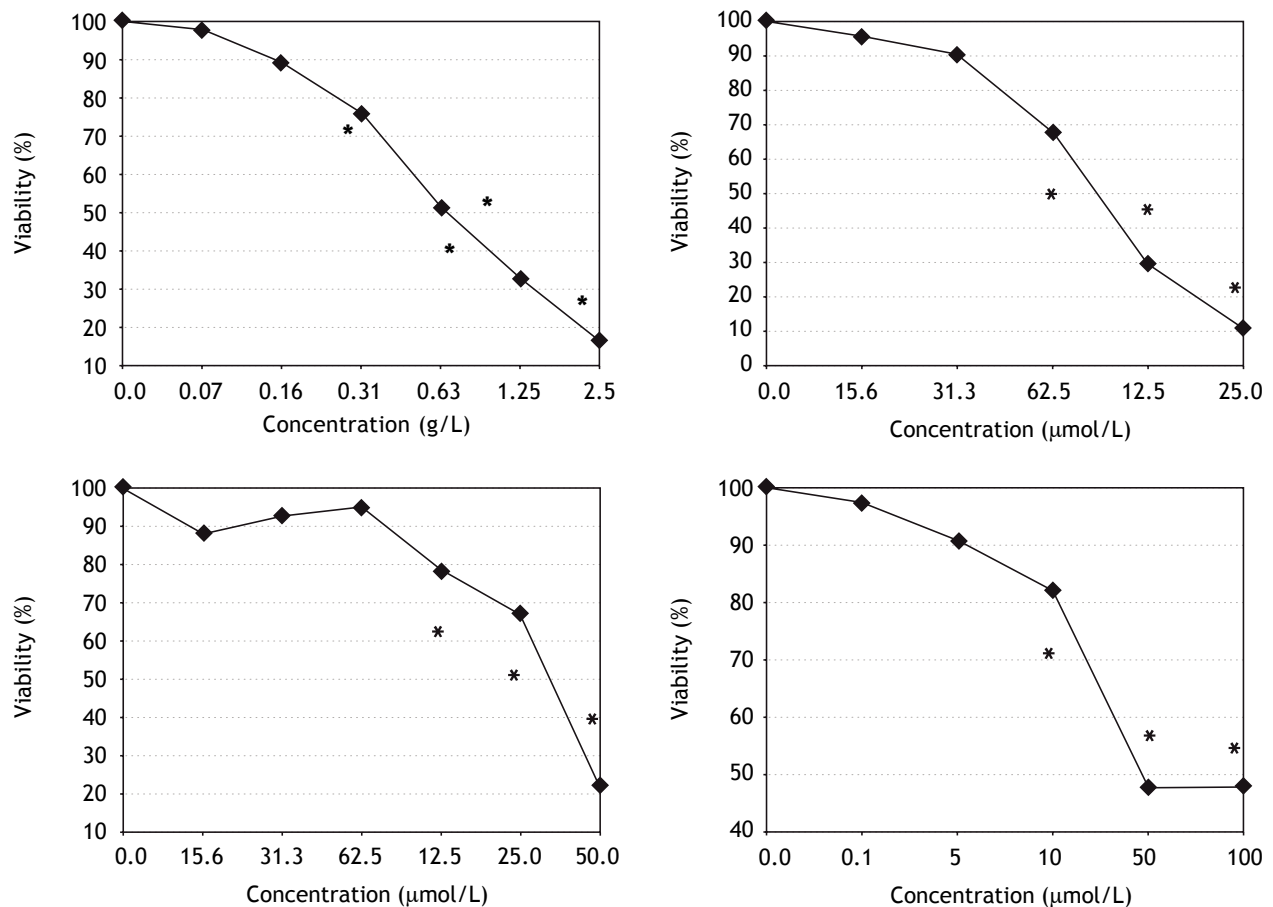 100
90
80
70
60
50
40
30
20
10
Viability (%)
0.0 0.07 0.16 0.31 0.63 1.25 2.5
Concentration (g/L)
* * * *
100
90
80
70
60
50
40
30
20
10
0
Viability (%)
0.0 15.6 31.3 62.5 12.5 25.0
Concentration (μmol/L)
* * *
100
90
80
70
60
50
40
30
20
10
Viability (%)
0.0 15.6 31.3 62.5 12.5 25.0 50.0
Concentration (μmol/L)
* * *
100
90
80
70
60
50
40
Viability (%)
0.0 0.1 5 10 50 100
Concentration (μmol/L)
* * *